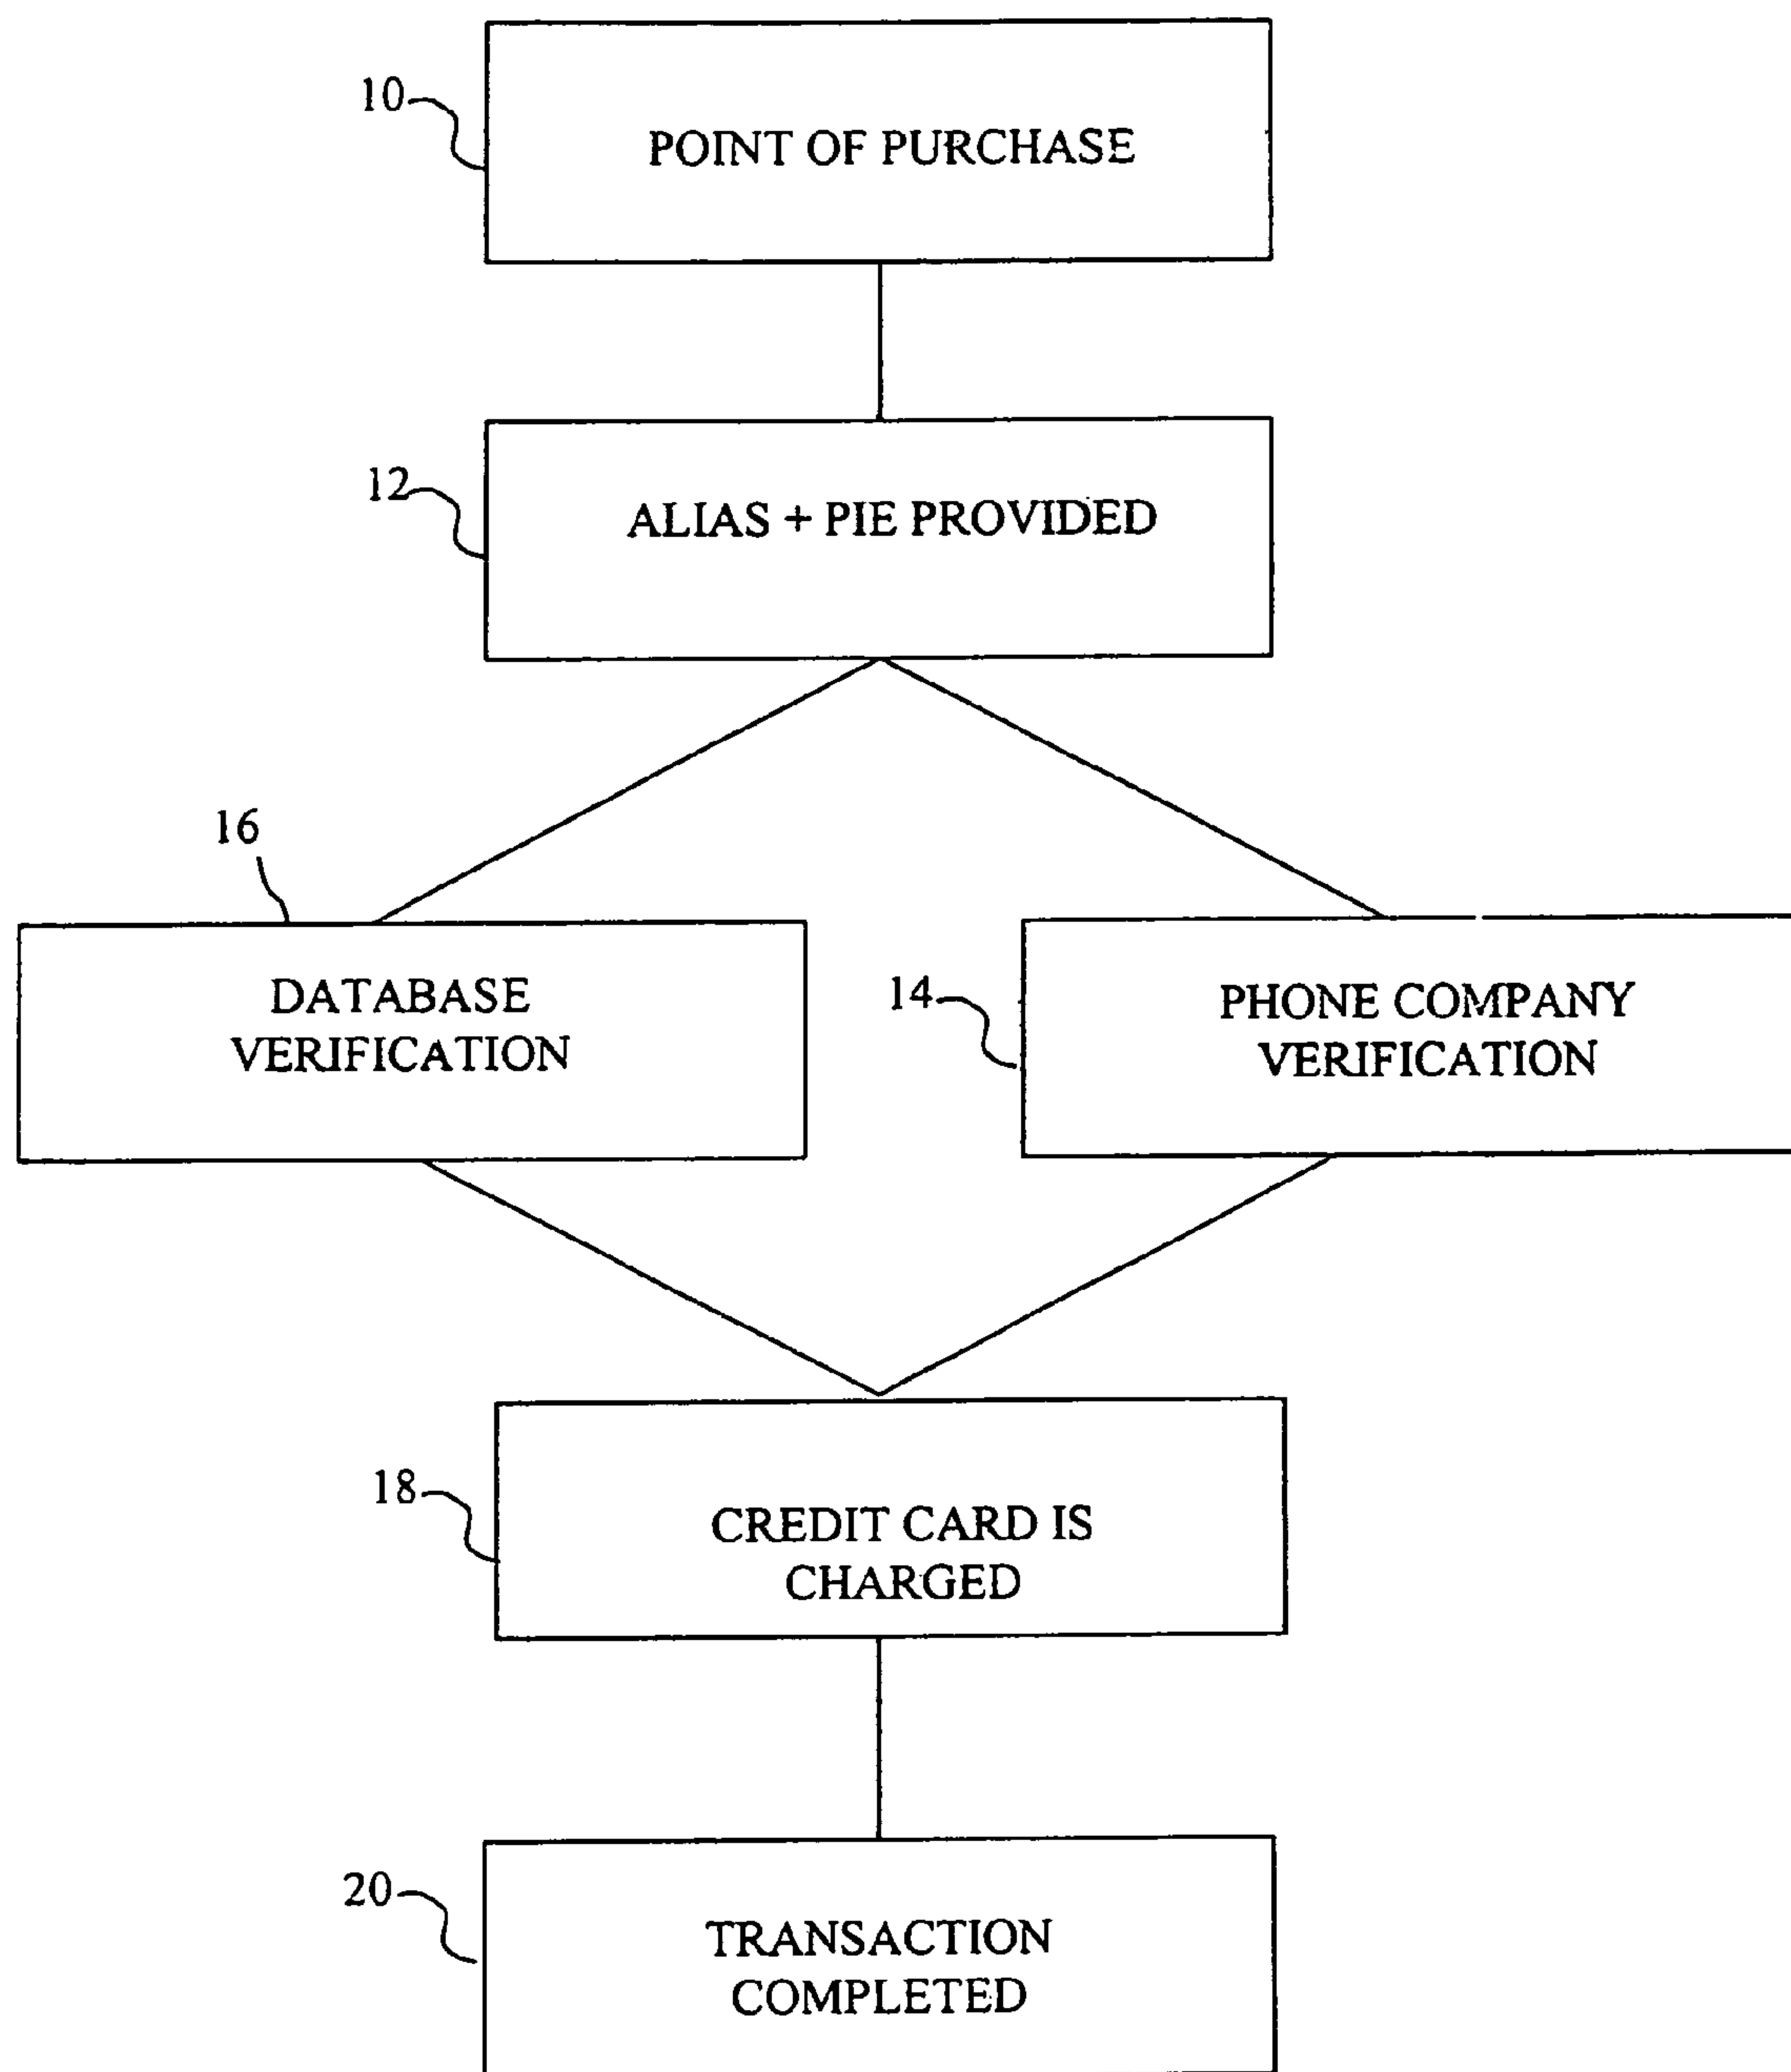 10
POINT OF PURCHASE
12
ALIAS + PIE PROVIDED
16
DATABASE
VERIFICATION
14
PHONE COMPANY
VERIFICATION
18
CREDIT CARD IS
CHARGED
20
TRANSACTION
COMPLETED